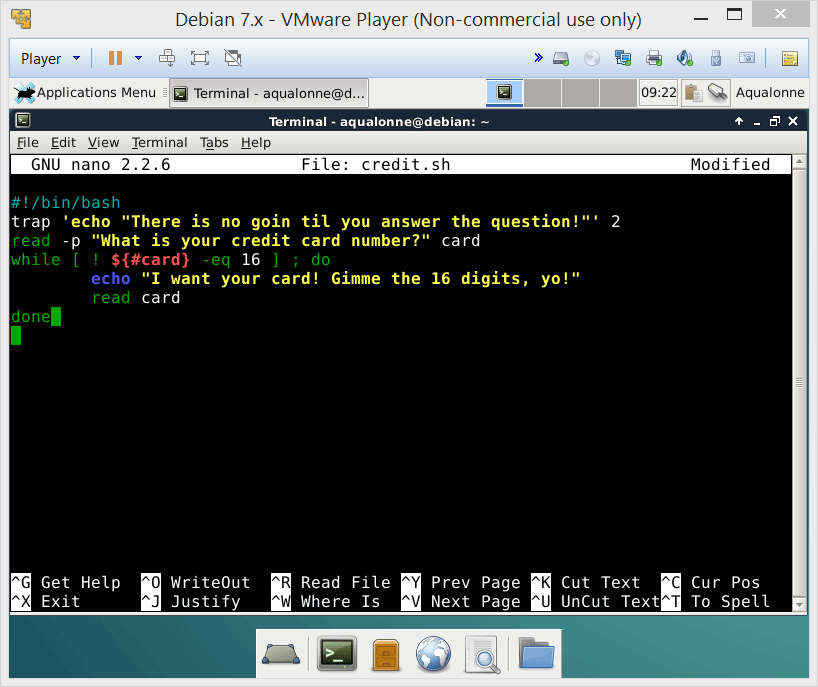 Debian 7.x - VMware Player (Non-commercial use only)
Player
Applications Menu
Terminal - aqualonne@d...
09:22
Aqualonne
Terminal - aqualonne@debian: ~
File Edit View Terminal Tabs Help
GNU nano 2.2.6 File: credit.sh Modified
#!/bin/bash
trap 'echo "There is no goin til you answer the question!"' 2
read -p "What is your credit card number?" card
while [ ! ${#card} -eq 16 ] ; do
echo "I want your card! Gimme the 16 digits, yo!"
read card
done
^G Get Help ^O WriteOut ^R Read File ^Y Prev Page ^K Cut Text ^C Cur Pos
^X Exit ^J Justify ^W Where Is ^V Next Page ^U UnCut Text ^T To Spell